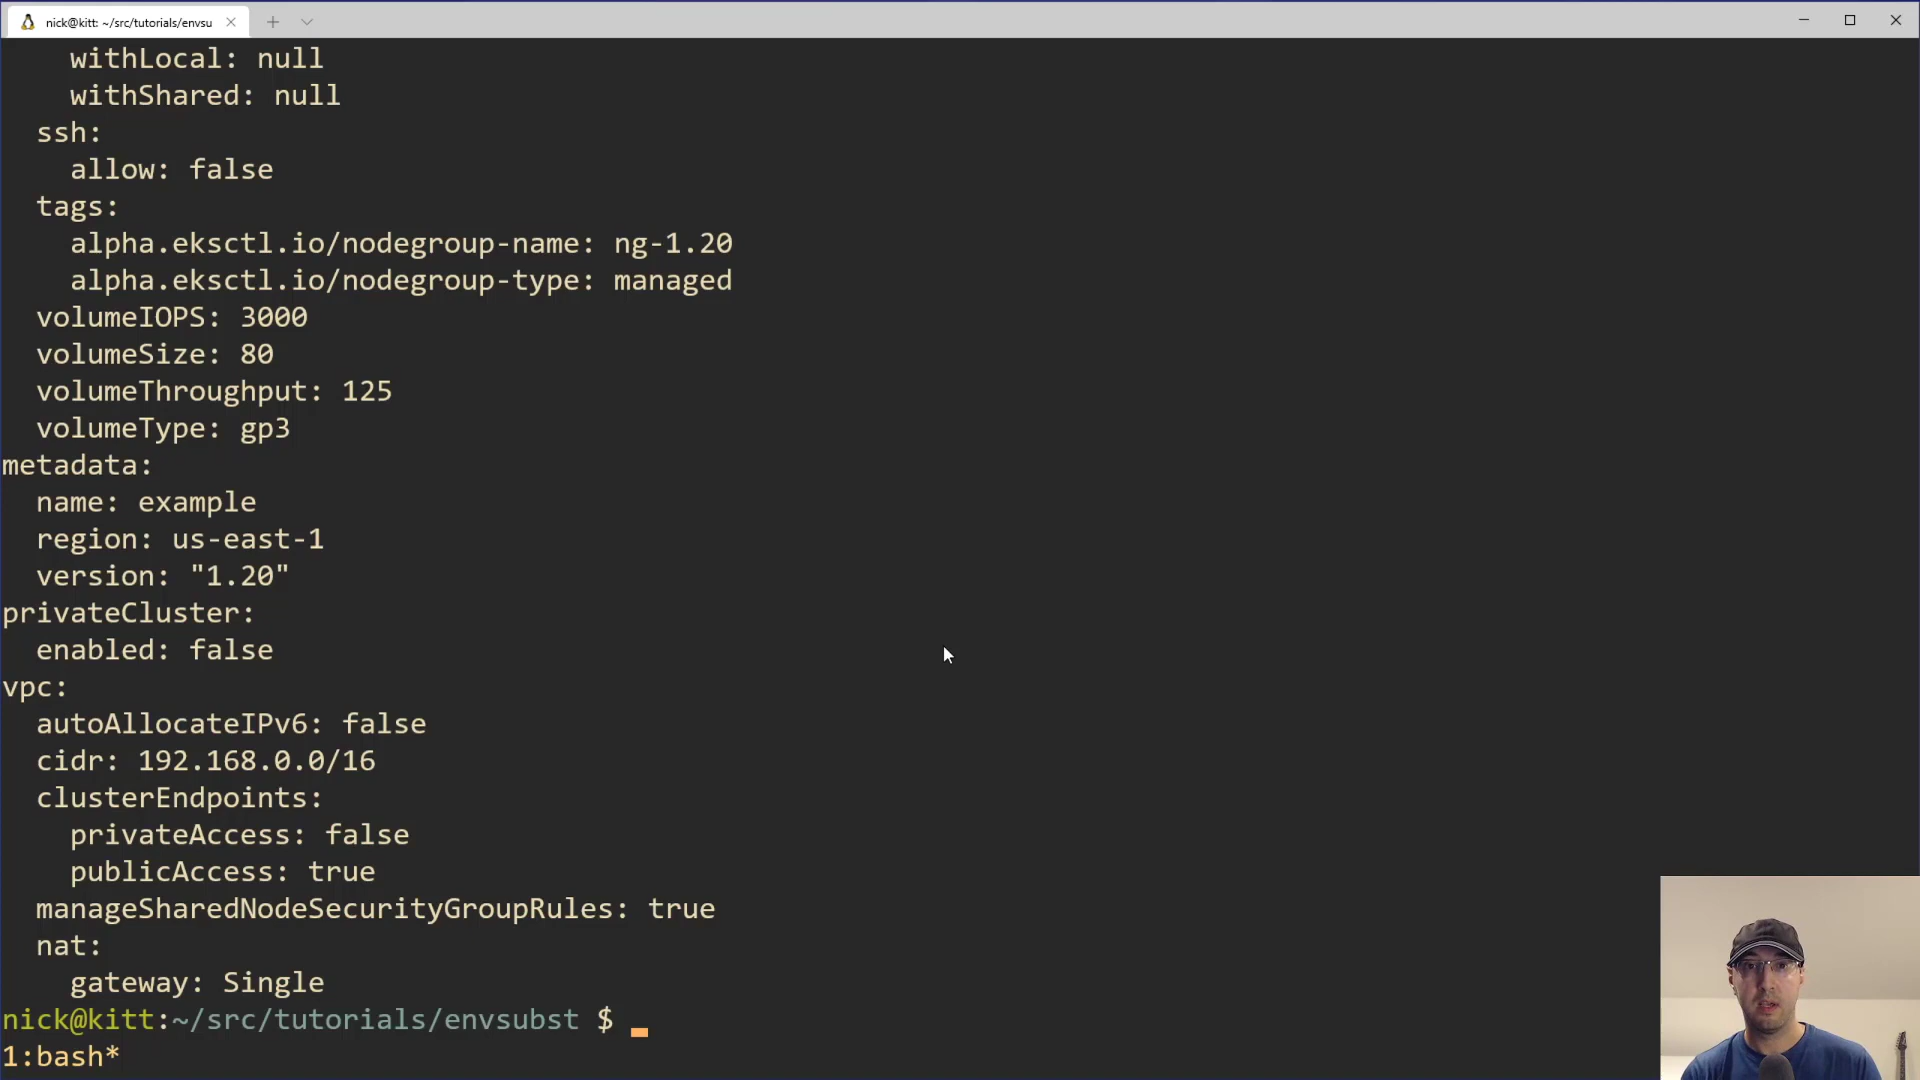 nick@kitt: ~/src/tutorials/envsu
withLocal: null
withShared: null
ssh:
allow: false
tags:
alpha.eksctl.io/nodegroup-name: ng-1.20
alpha.eksctl.io/nodegroup-type: managed
volumeIOPS: 3000
volumeSize: 80
volumeThroughput: 125
volumeType: gp3
metadata:
name: example
region: us-east-1
version: "1.20"
privateCluster:
enabled: false
vpc:
autoAllocateIPv6: false
cidr: 192.168.0.0/16
clusterEndpoints:
privateAccess: false
publicAccess: true
manageSharedNodeSecurityGroupRules: true
nat:
gateway: Single
nick@kitt:~/src/tutorials/envsubst $
1:bash*